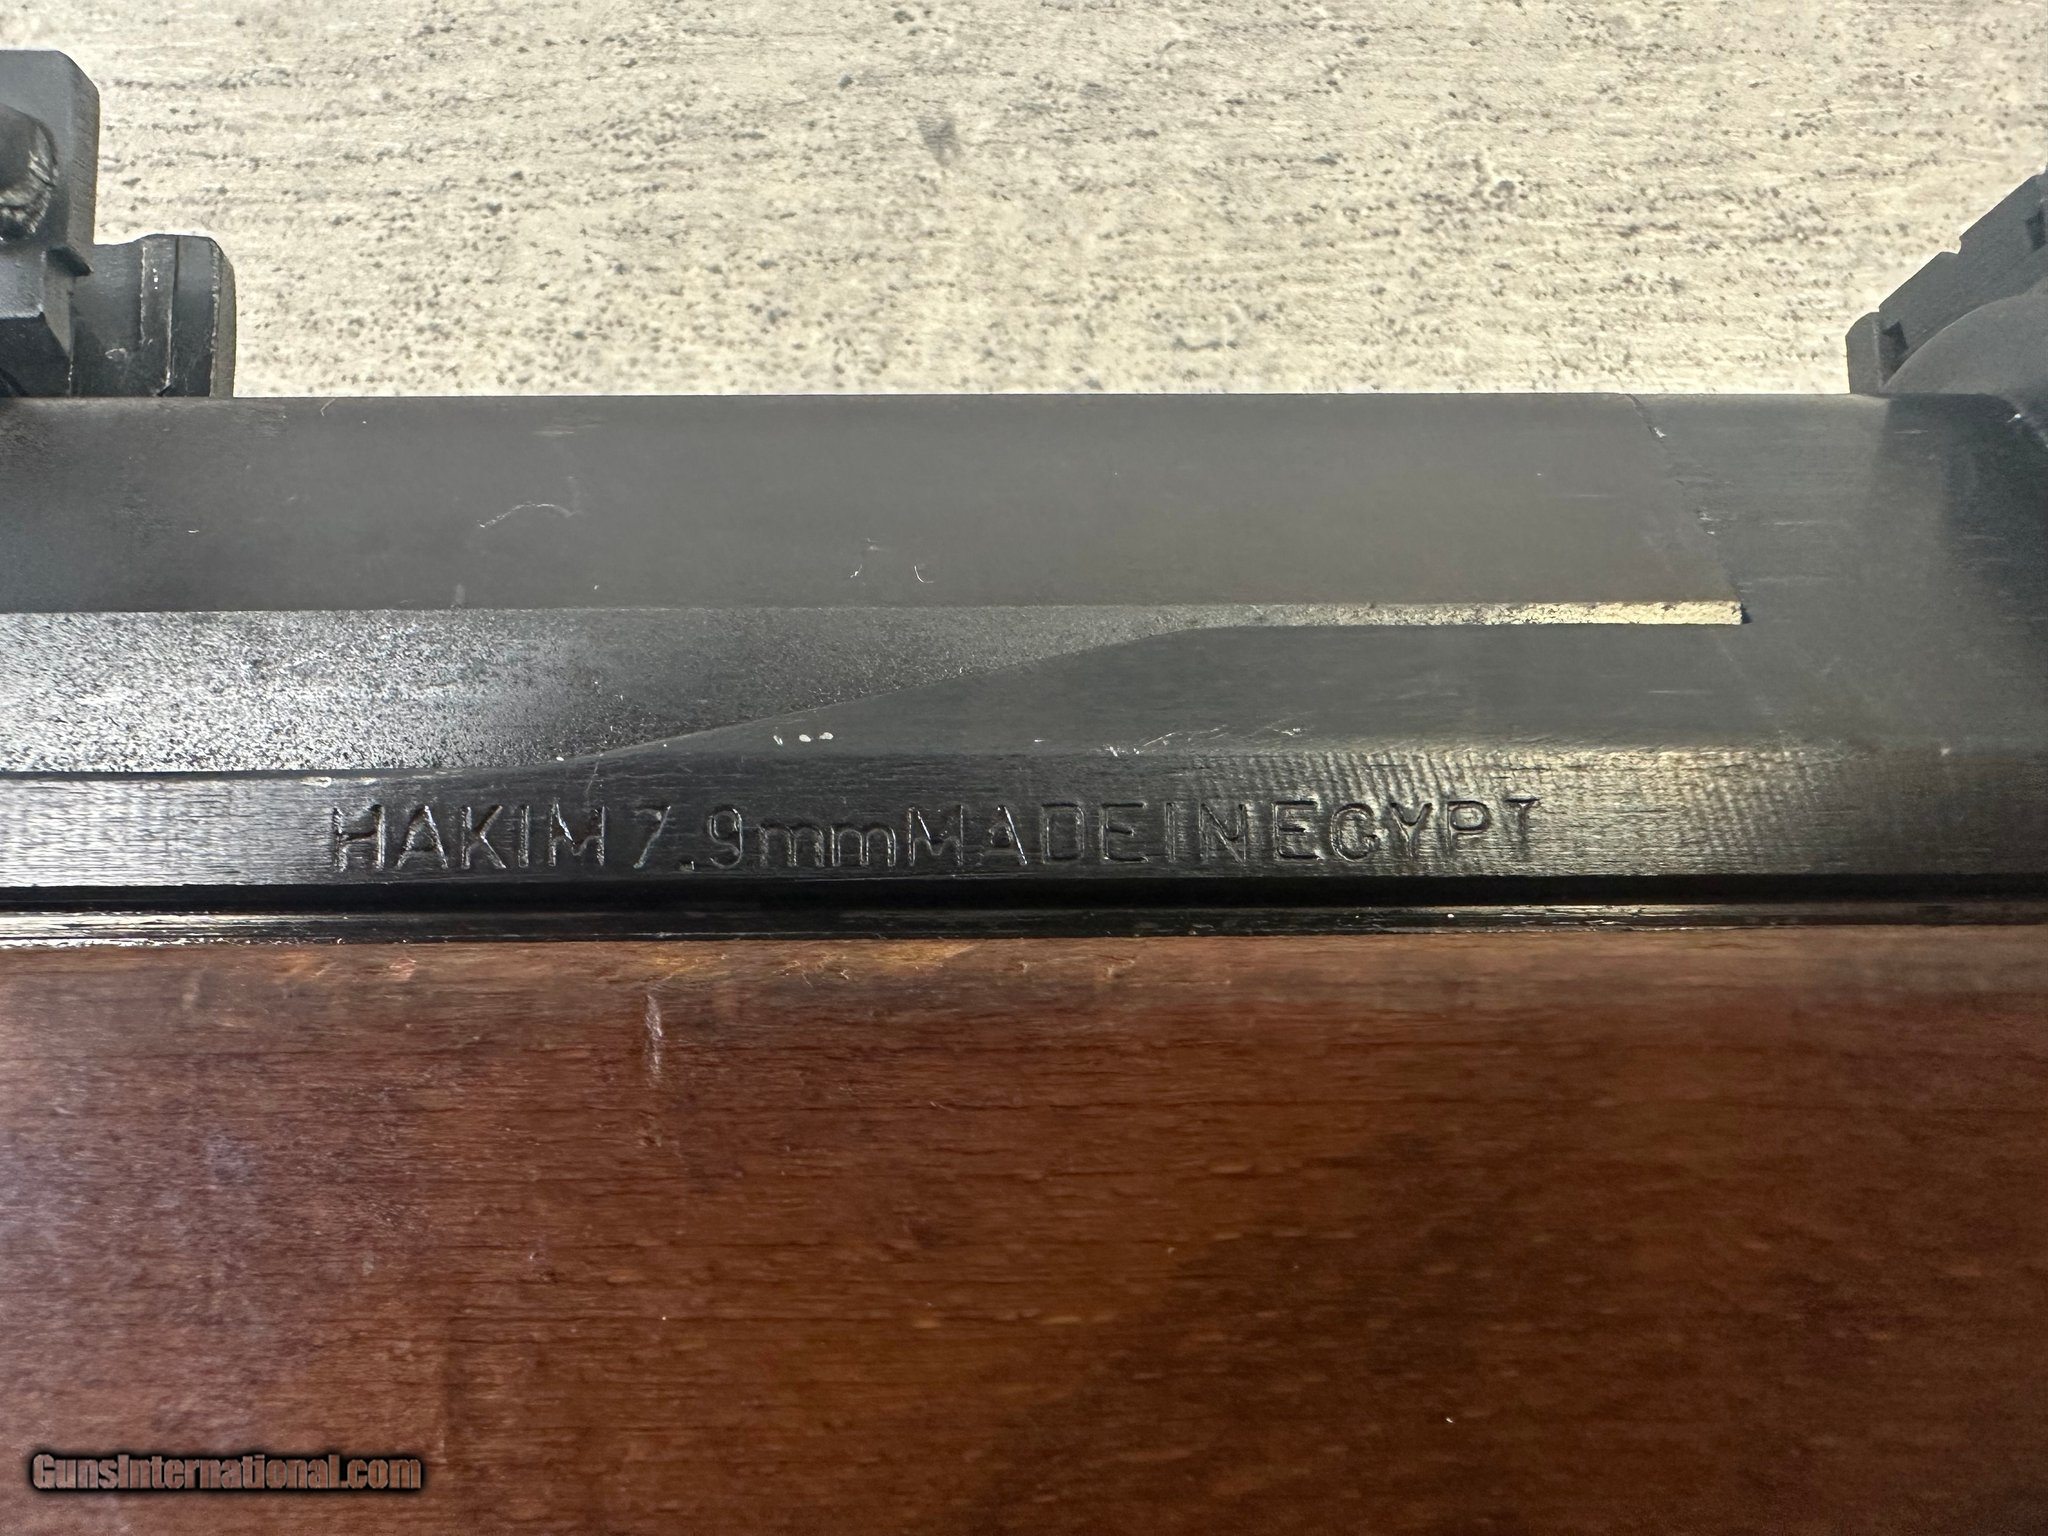 HAKIM 7.9mm MADE IN EGYPT
GunsInternational.com